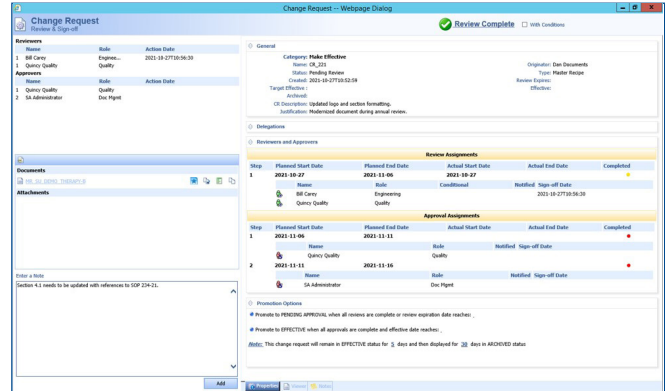 Change Request -- Webpage Dialog
Change Request
Review & Sign-off
Review Complete
With Conditions
Reviewers
Name Role Action Date
1 Bill Carey Enginee... 2021-10-27T10:56:30
1 Quincy Quality Quality
Approvers
Name Role Action Date
1 Quincy Quality Quality
2 SA Administrator Doc Mgmt
Documents
Attachments
Enter a Note
Section 4.1 needs to be updated with references to SOP 234-21.
Add
General
Category: Make Effective
Name: CR_221
Originator: Dan Documents
Status: Pending Review
Type: Master Recipe
Created: 2021-10-27T10:52:59
Review Expires:
Target Effective :
Effective:
Archived:
CR Description: Updated logo and section formatting.
Justification: Modernized document during annual review.
Delegations
Reviewers and Approvers
Review Assignments
Step Planned Start Date Planned End Date Actual Start Date Actual End Date Completed
1 2021-10-27 2021-11-06 2021-10-27
Name Role Conditional Notified Sign-off Date
Bill Carey Engineering 2021-10-27T10:56:30
Quincy Quality Quality
Approval Assignments
Step Planned Start Date Planned End Date Actual Start Date Actual End Date Completed
1 2021-11-06 2021-11-11
Name Role Notified Sign-off Date
Quincy Quality Quality
2 2021-11-11 2021-11-16
Name Role Notified Sign-off Date
SA Administrator Doc Mgmt
Promotion Options
Promote to PENDING APPROVAL when all reviews are complete or review expiration date reaches: _
Promote to EFFECTIVE when all approvals are complete and effective date reaches: _
Note: This change request will remain in EFFECTIVE status for 5 days and then displayed for 30 days in ARCHIVED status
Properties Viewer Notes